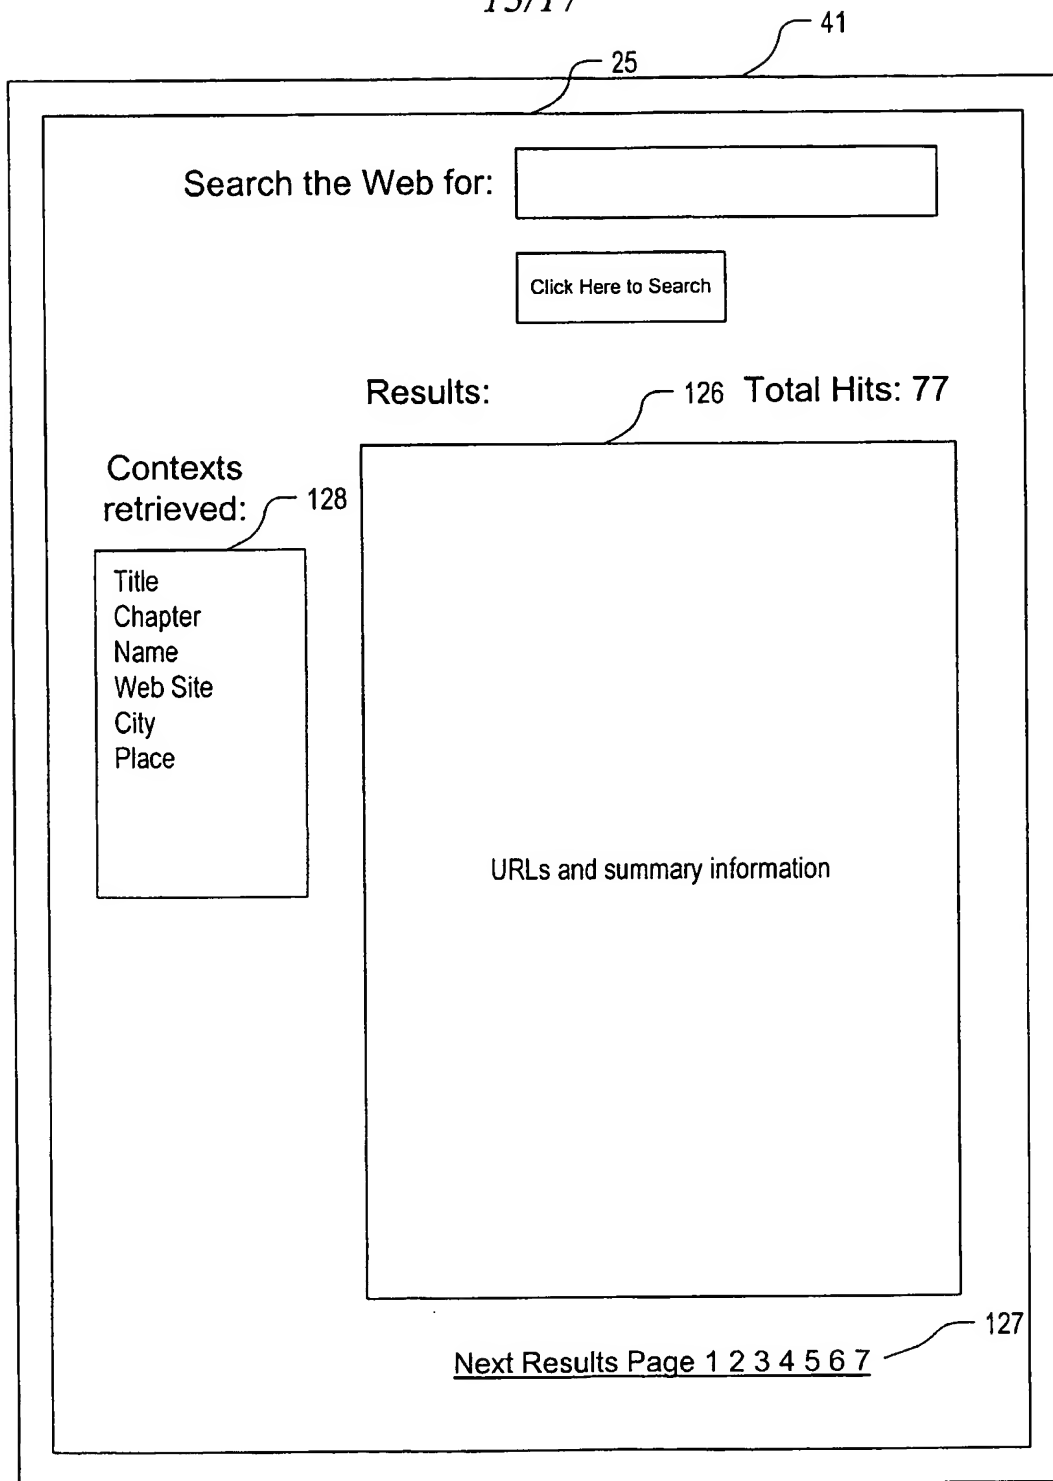 15/17
41
25
Search the Web for:
Click Here to Search
Results:
126
Total Hits: 77
Contexts
retrieved:
128
Title
Chapter
Name
Web Site
City
Place
URLs and summary information
127
Next Results Page 1 2 3 4 5 6 7